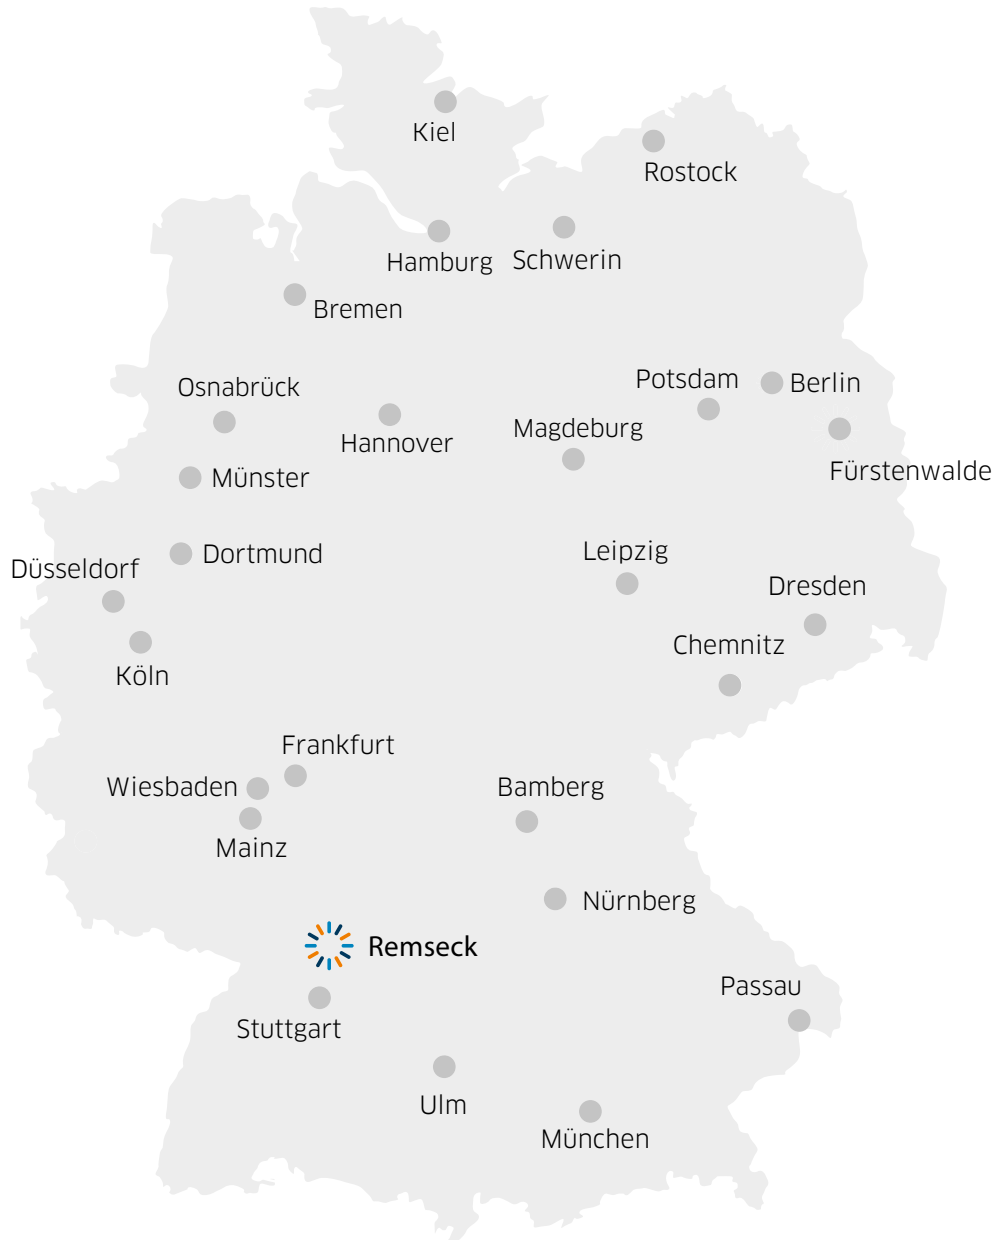 Kiel
Rostock
Hamburg
Schwerin
Bremen
Osnabrück
Potsdam
Berlin
Hannover
Magdeburg
Fürstenwalde
Münster
Dortmund
Leipzig
Düsseldorf
Dresden
Chemnitz
Köln
Frankfurt
Wiesbaden
Bamberg
Mainz
Nürnberg
Remseck
Passau
Stuttgart
Ulm
München